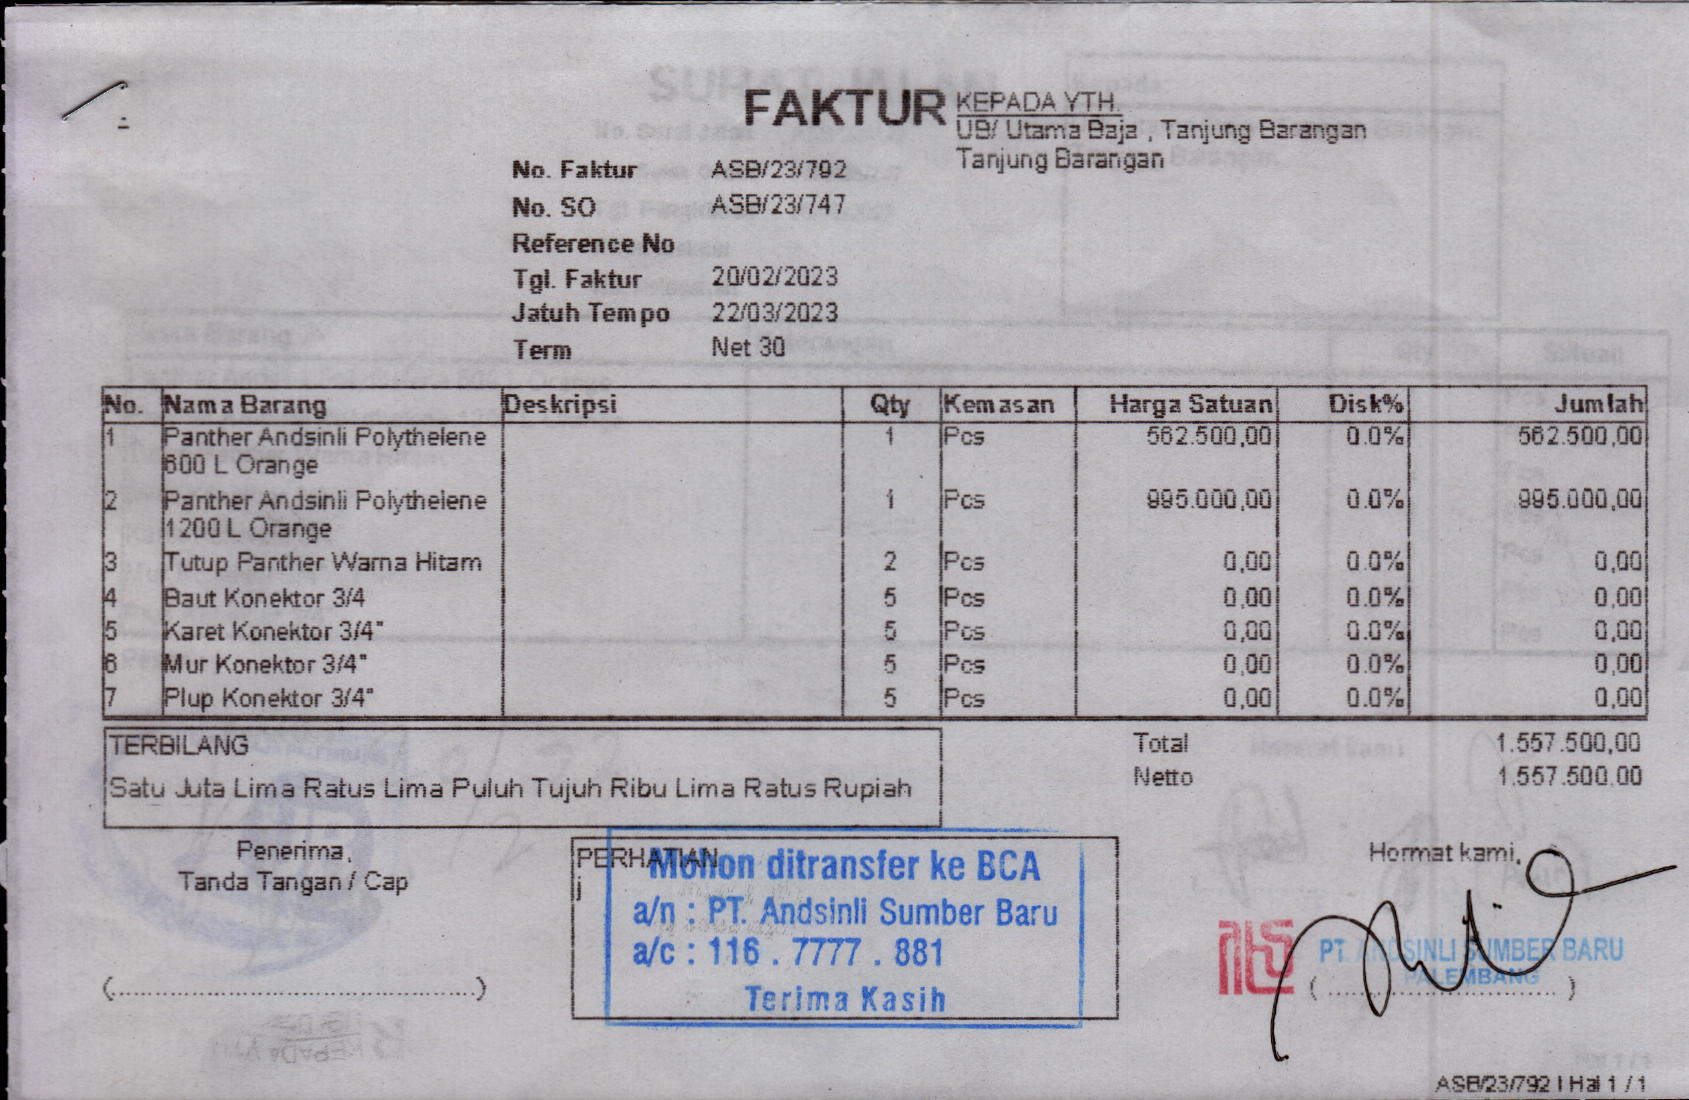 FAKTUR
KEPADA YTH.
UB/ Utama Baja , Tanjung Barangan
Tanjung Barangan
No. Faktur ASB/23/792
No. SO ASB/23/747
Reference No
Tgl. Faktur 20/02/2023
Jatuh Tempo 22/03/2023
Term Net 30
No. Nama Barang Deskripsi Qty Kemasan Harga Satuan Disk% Jumlah
1 Panther Andsinli Polythelene 1 Pcs 562.500,00 0.0% 562.500,00
600 L Orange
2 Panther Andsinli Polythelene 1 Pcs 995.000,00 0.0% 995.000,00
1200 L Orange
3 Tutup Panther Warna Hitam 2 Pcs 0,00 0.0% 0,00
4 Baut Konektor 3/4 5 Pcs 0,00 0.0% 0,00
5 Karet Konektor 3/4" 5 Pcs 0,00 0.0% 0,00
6 Mur Konektor 3/4" 5 Pcs 0,00 0.0% 0,00
7 Plup Konektor 3/4" 5 Pcs 0,00 0.0% 0,00
TERBILANG
Satu Juta Lima Ratus Lima Puluh Tujuh Ribu Lima Ratus Rupiah
Total 1.557.500,00
Netto 1.557.500.00
Penerima,
Tanda Tangan / Cap
(..........................................)
PERHATIAN
j
Mohon ditransfer ke BCA
a/n : PT. Andsinli Sumber Baru
a/c : 116 . 7777 . 881
Terima Kasih
Hormat kami,
PT. ANDSINLI SUMBER BARU
PALEMBANG
( ........................... )
ASB/23/792 | Hal 1 / 1